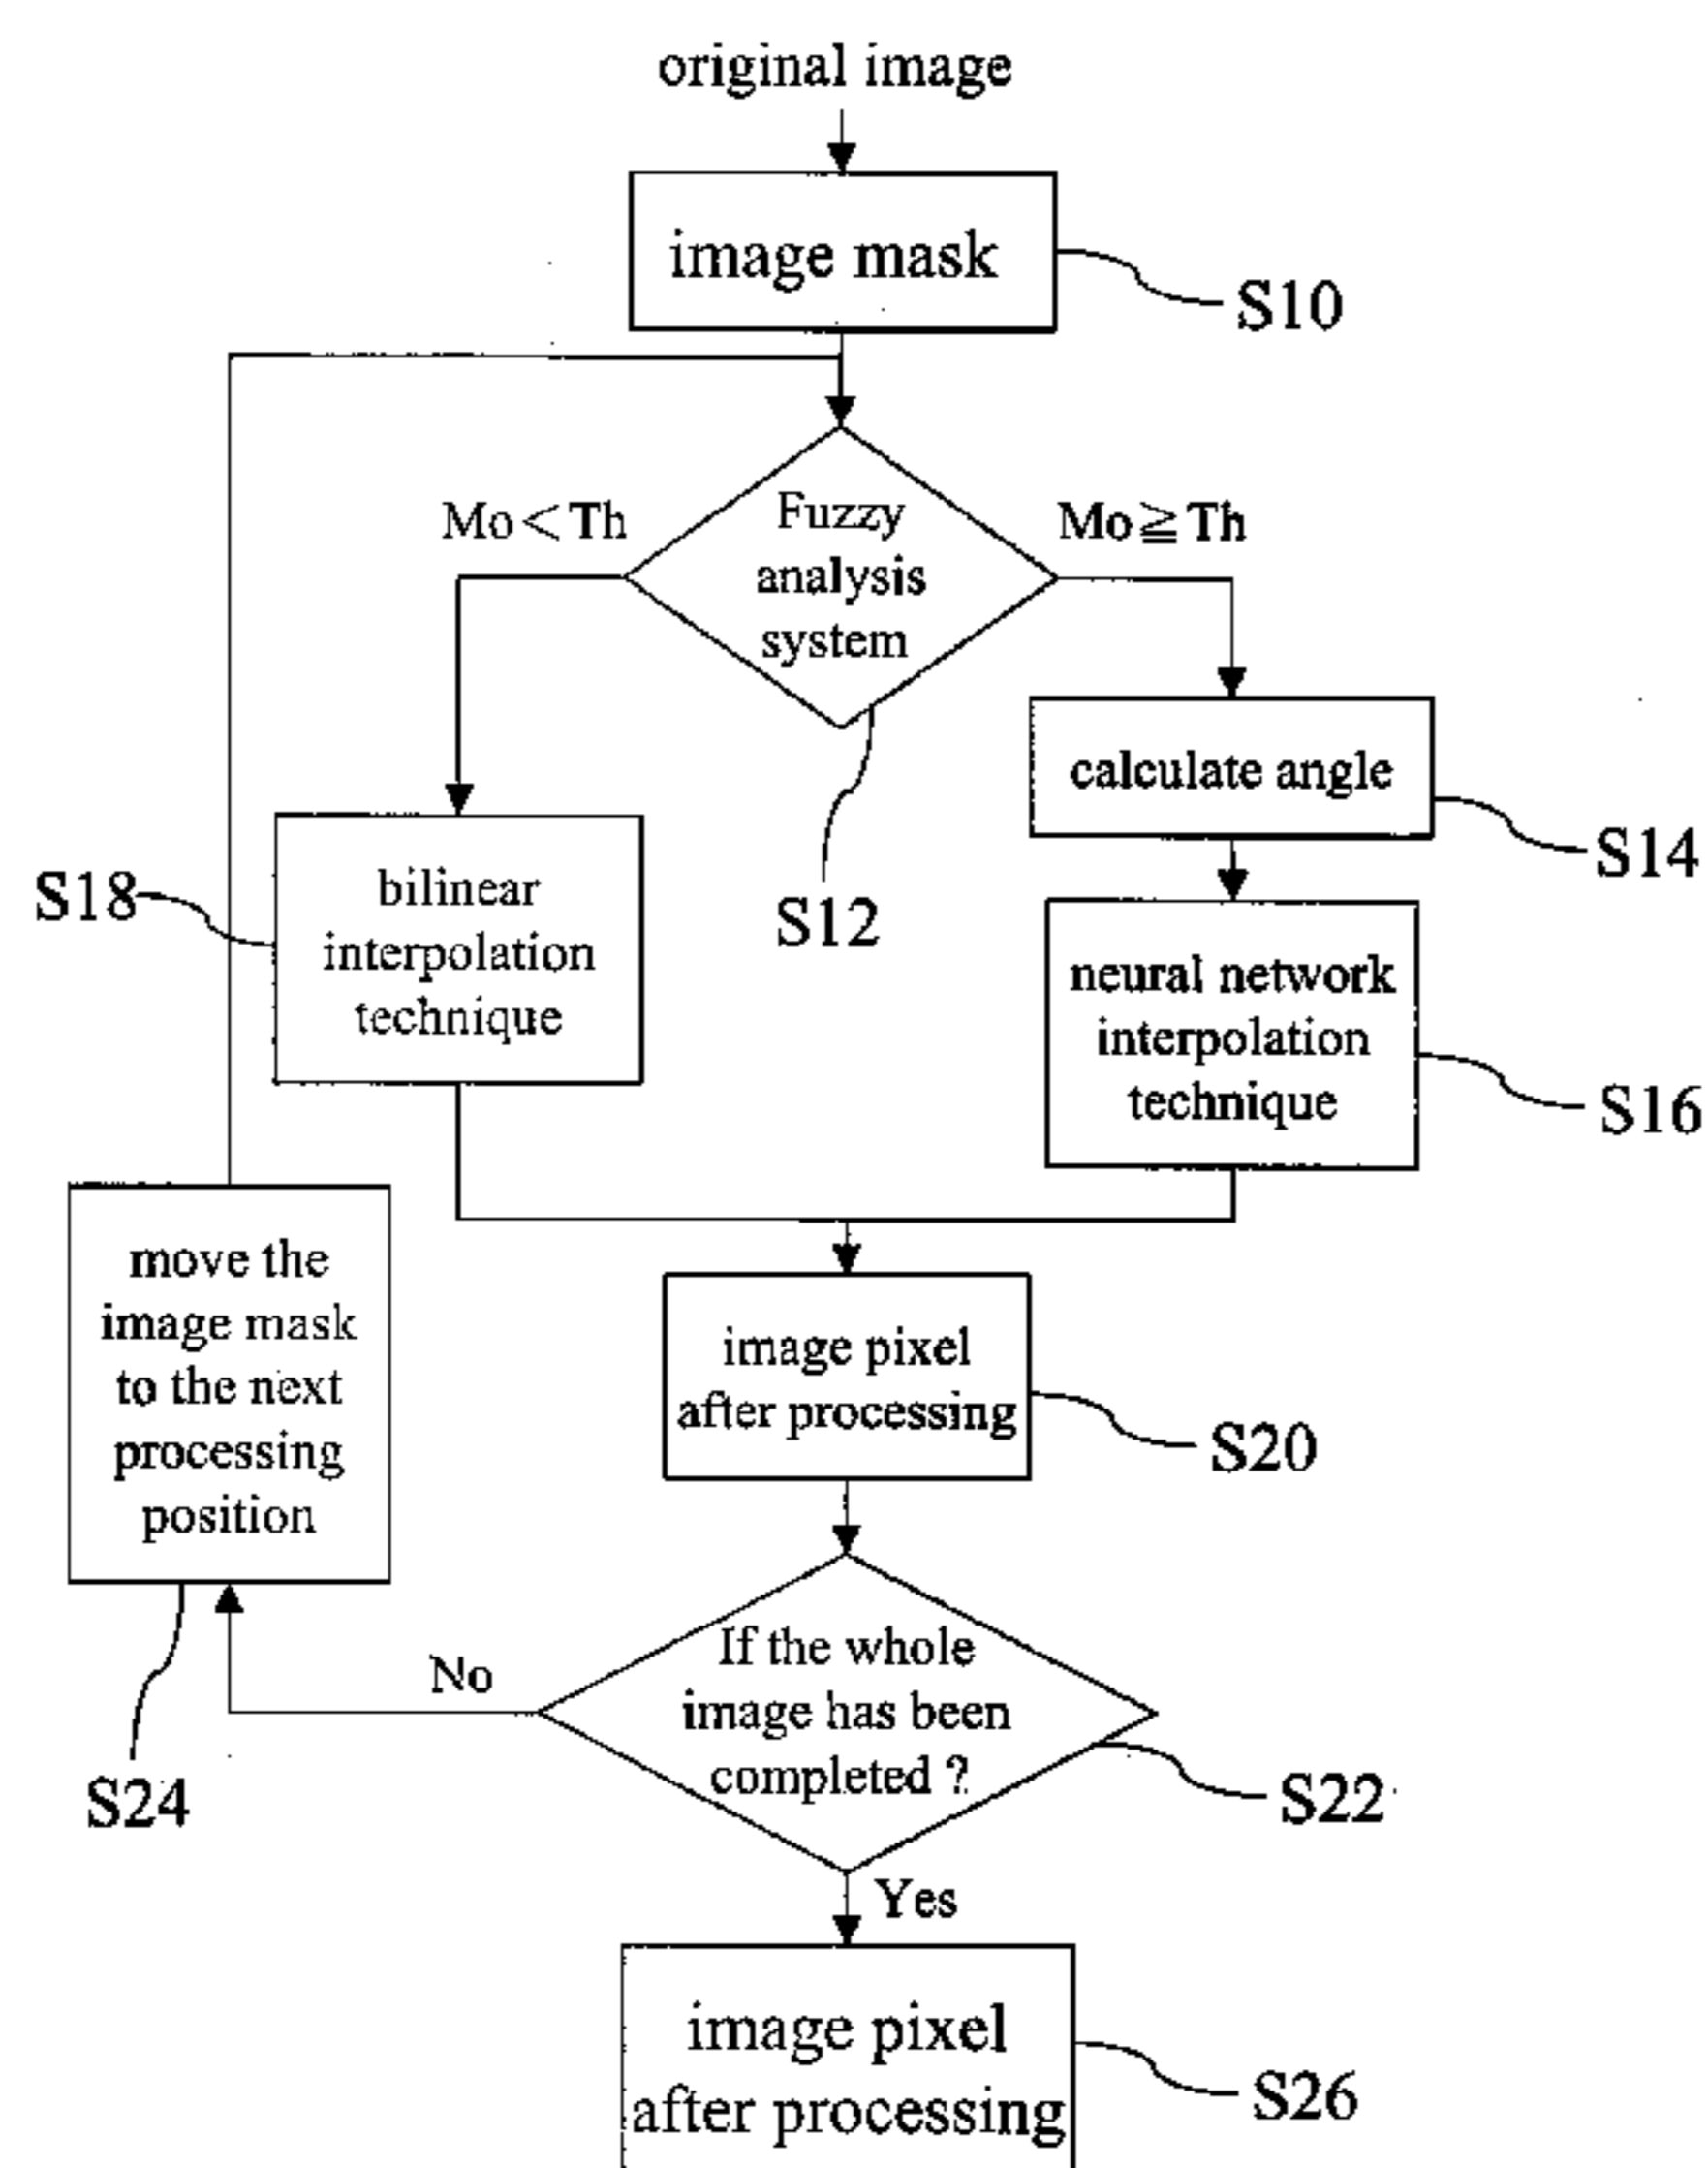 original image
image mask
S10
Mo<Th
Fuzzy
analysis
system
Mo≧Th
S12
calculate angle
S14
S18
bilinear
interpolation
technique
neural network
interpolation
technique
S16
move the
image mask
to the next
processing
position
S24
image pixel
after processing
S20
If the whole
image has been
completed ?
No
S22
Yes
image pixel
after processing
S26